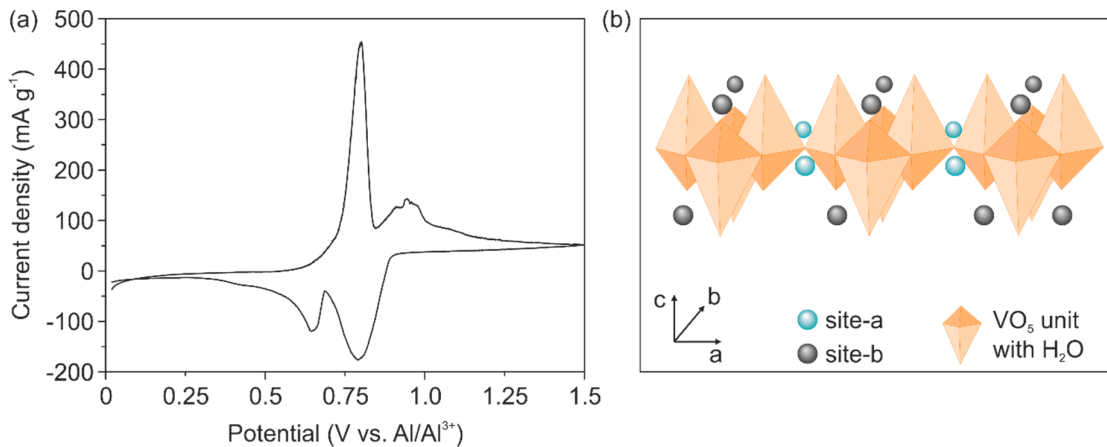 (a)
500
400
300
200
100
0
-100
-200
Current density (mA g⁻¹)
0
0.25
0.5
0.75
1.0
1.25
1.5
Potential (V vs. Al/Al³⁺)
(b)
c
b
a
site-a
site-b
VO₅ unit
with H₂O